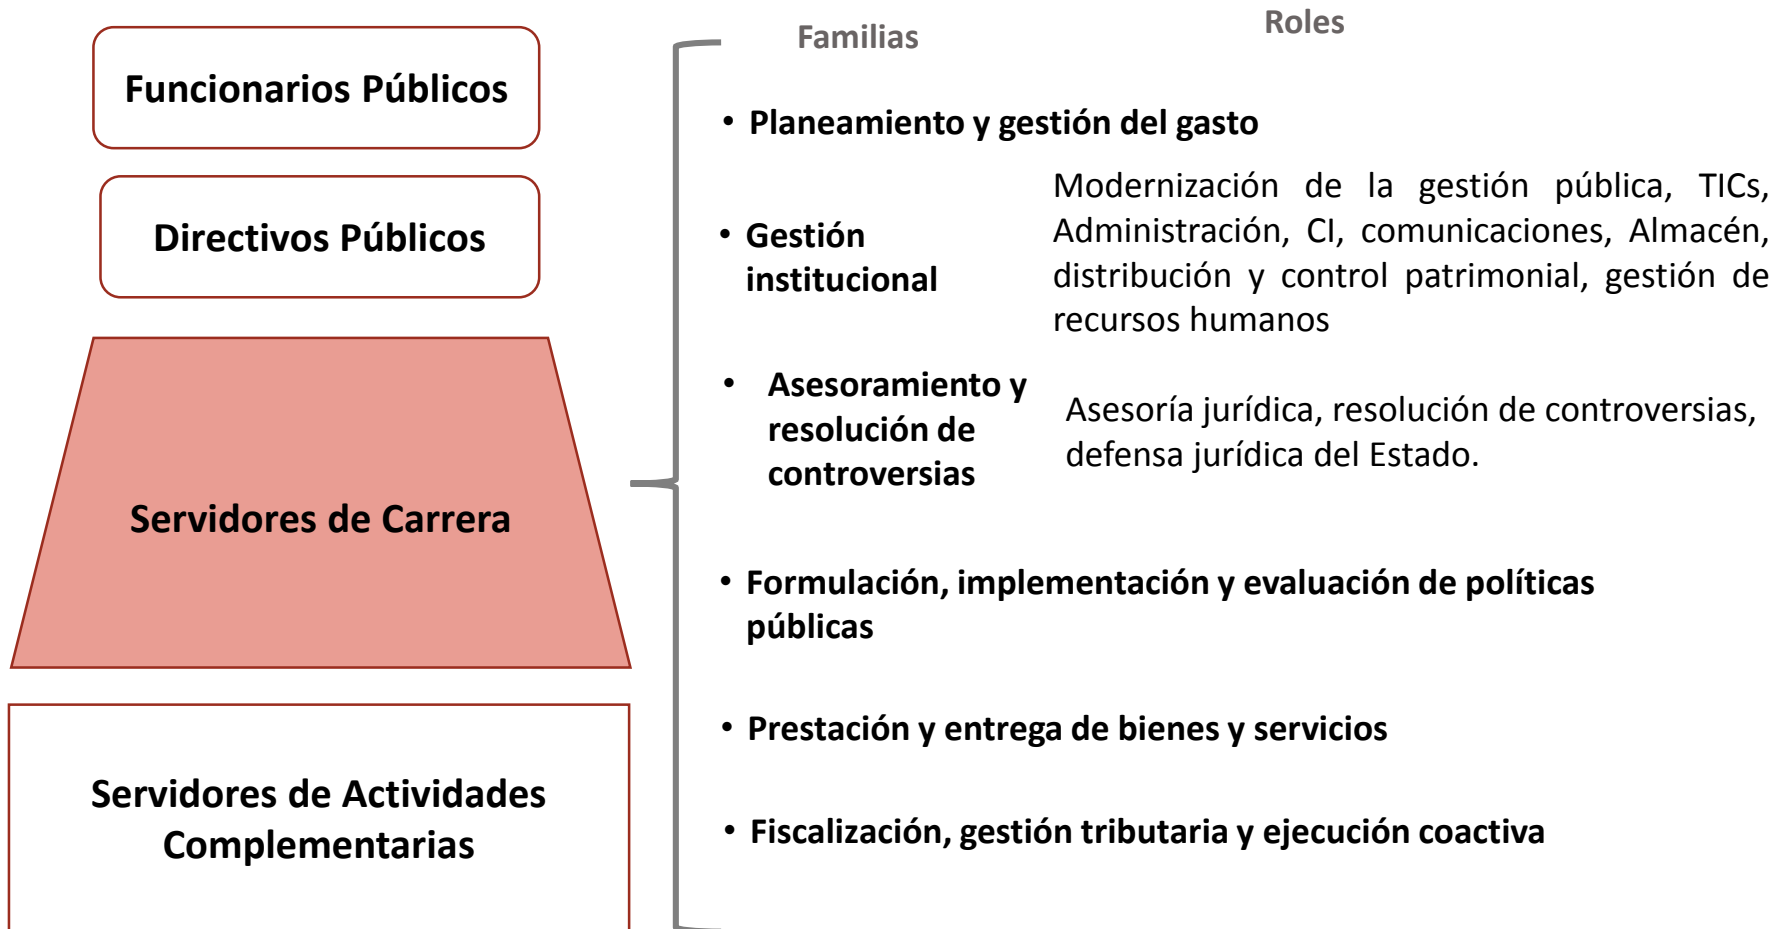 Funcionarios Públicos
Directivos Públicos
Servidores de Carrera
Servidores de Actividades
Complementarias
Familias
Roles
• Planeamiento y gestión del gasto
• Gestión
institucional
Modernización de la gestión pública, TICs,
Administración, CI, comunicaciones, Almacén,
distribución y control patrimonial, gestión de
recursos humanos
• Asesoramiento y
resolución de
controversias
Asesoría jurídica, resolución de controversias,
defensa jurídica del Estado.
• Formulación, implementación y evaluación de políticas
públicas
• Prestación y entrega de bienes y servicios
• Fiscalización, gestión tributaria y ejecución coactiva